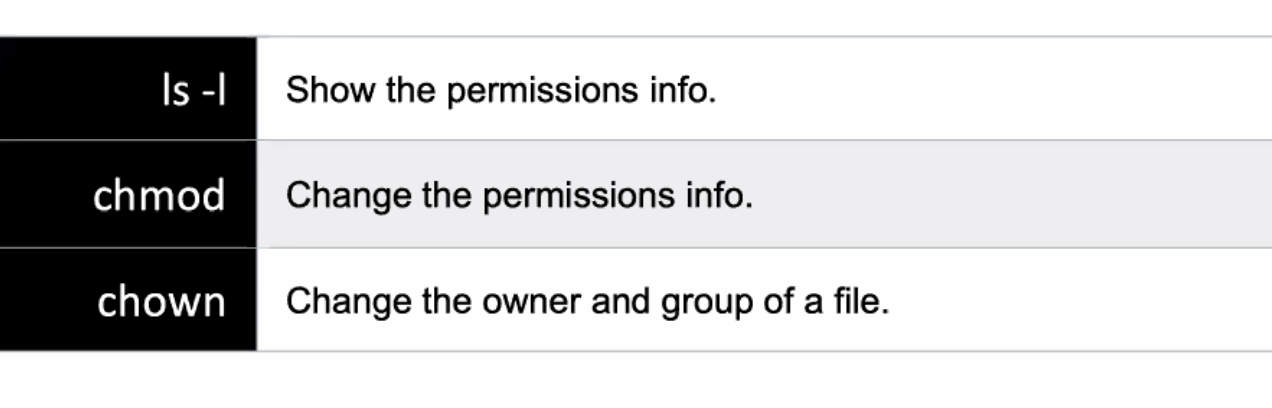 ls -l Show the permissions info.
chmod Change the permissions info.
chown Change the owner and group of a file.